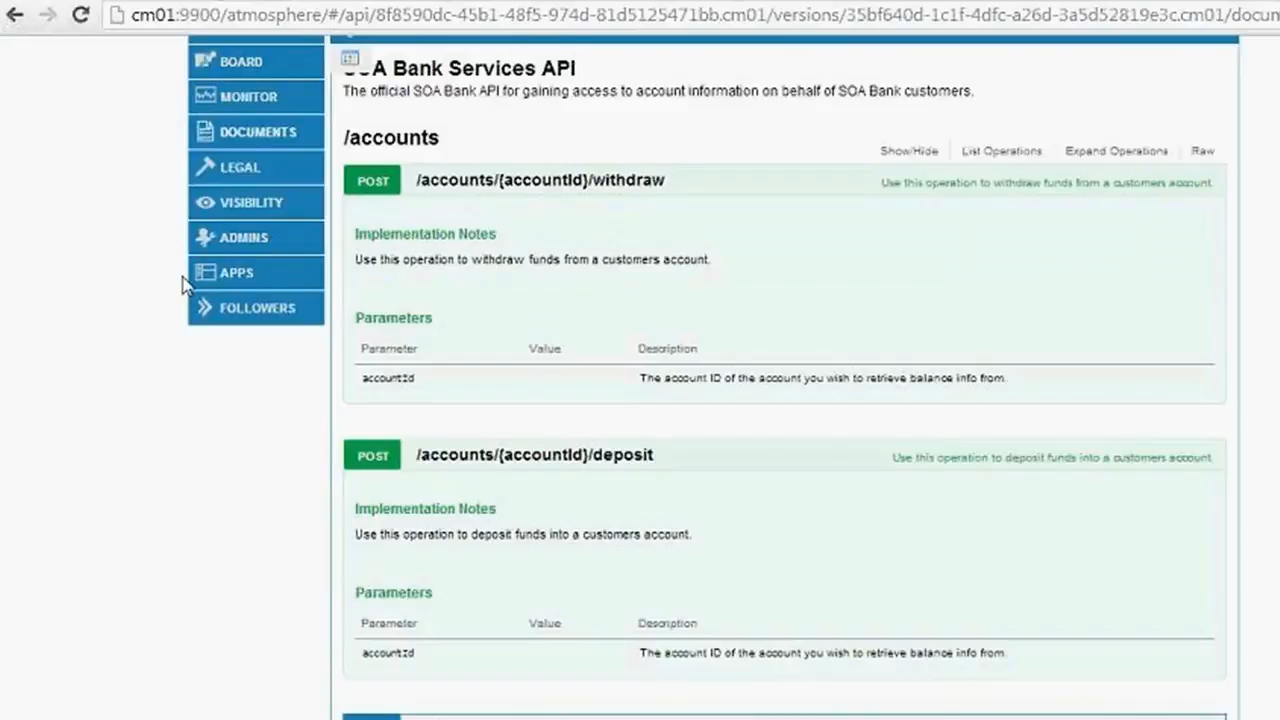 cm01:9900/atmosphere/#/api/8f8590dc-45b1-48f5-974d-81d5125471bb.cm01/versions/35bf640d-1c1f-4dfc-a26d-3a5d52819e3c.cm01/docum
BOARD
MONITOR
DOCUMENTS
LEGAL
VISIBILITY
ADMINS
APPS
FOLLOWERS
SOA Bank Services API
The official SOA Bank API for gaining access to account information on behalf of SOA Bank customers.
/accounts
Show/Hide List Operations Expand Operations Raw
POST /accounts/{accountId}/withdraw Use this operation to withdraw funds from a customers account.
Implementation Notes
Use this operation to withdraw funds from a customers account.
Parameters
Parameter Value Description
accountId The account ID of the account you wish to retrieve balance info from.
POST /accounts/{accountId}/deposit Use this operation to deposit funds into a customers account.
Implementation Notes
Use this operation to deposit funds into a customers account.
Parameters
Parameter Value Description
accountId The account ID of the account you wish to retrieve balance info from.